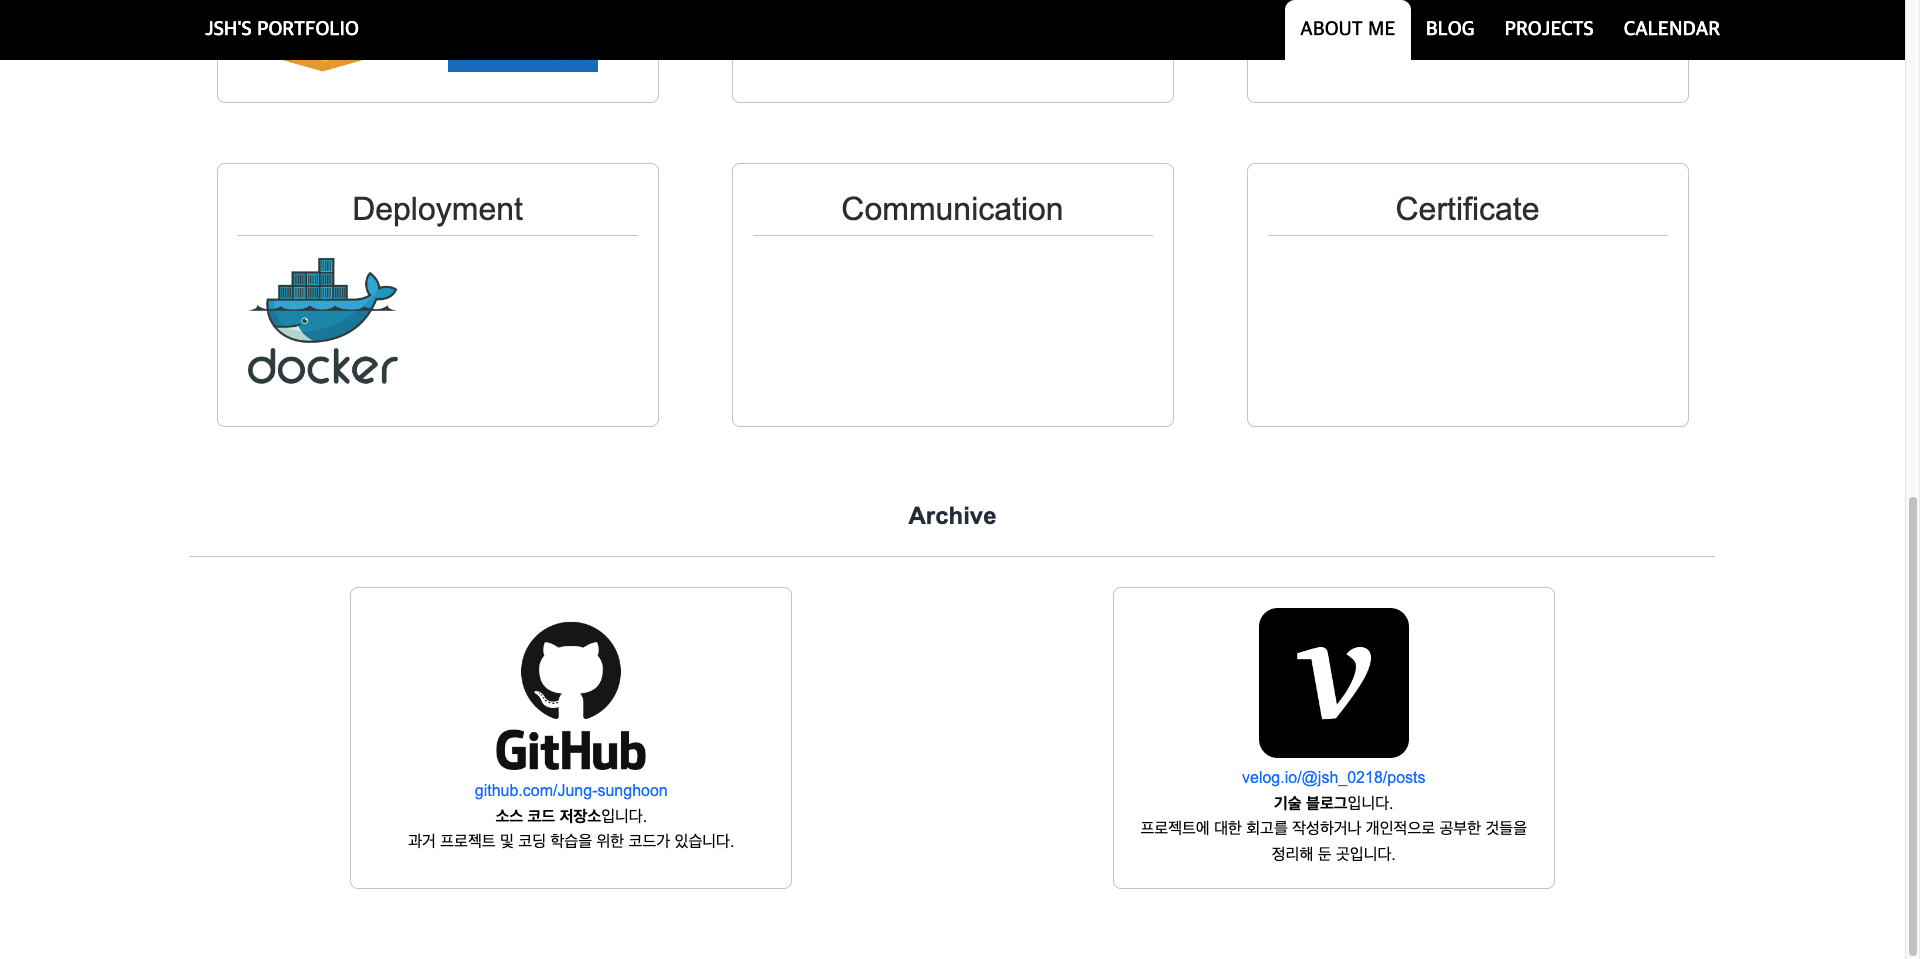 JSH'S PORTFOLIO
ABOUT ME
BLOG
PROJECTS
CALENDAR
Deployment
docker
Communication
Certificate
Archive
GitHub
github.com/Jung-sunghoon
소스 코드 저장소입니다.
과거 프로젝트 및 코딩 학습을 위한 코드가 있습니다.
v
velog.io/@jsh_0218/posts
기술 블로그입니다.
프로젝트에 대한 회고를 작성하거나 개인적으로 공부한 것들을
정리해 둔 곳입니다.